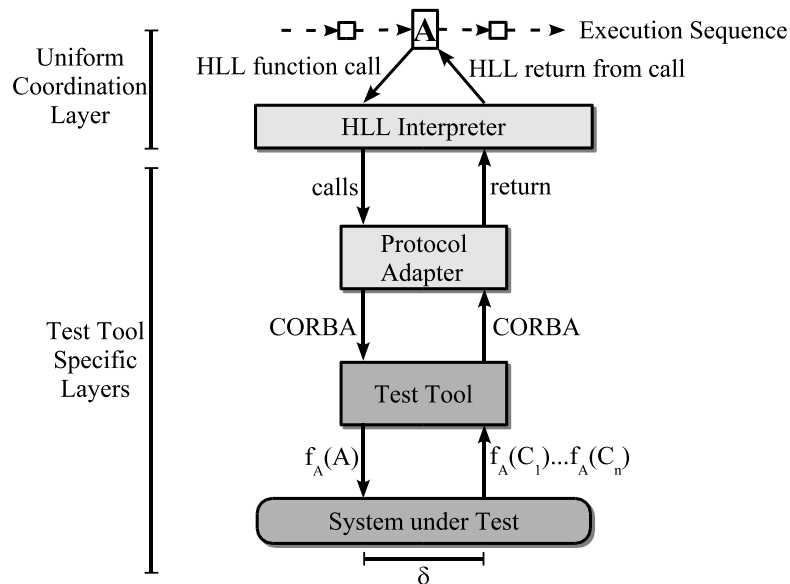 A
Execution Sequence
Uniform
Coordination
Layer
HLL function call
HLL return from call
HLL Interpreter
calls
return
Protocol
Adapter
CORBA
CORBA
Test Tool
Specific
Layers
Test Tool
f_A(A)
f_A(C_1)...f_A(C_n)
System under Test
δ